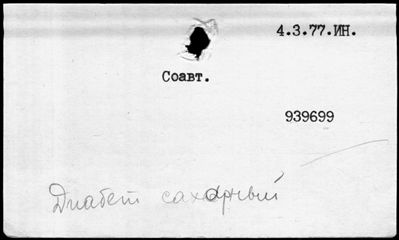 4.3.77.ИН.
Соавт.
939699
Диабет сахарный